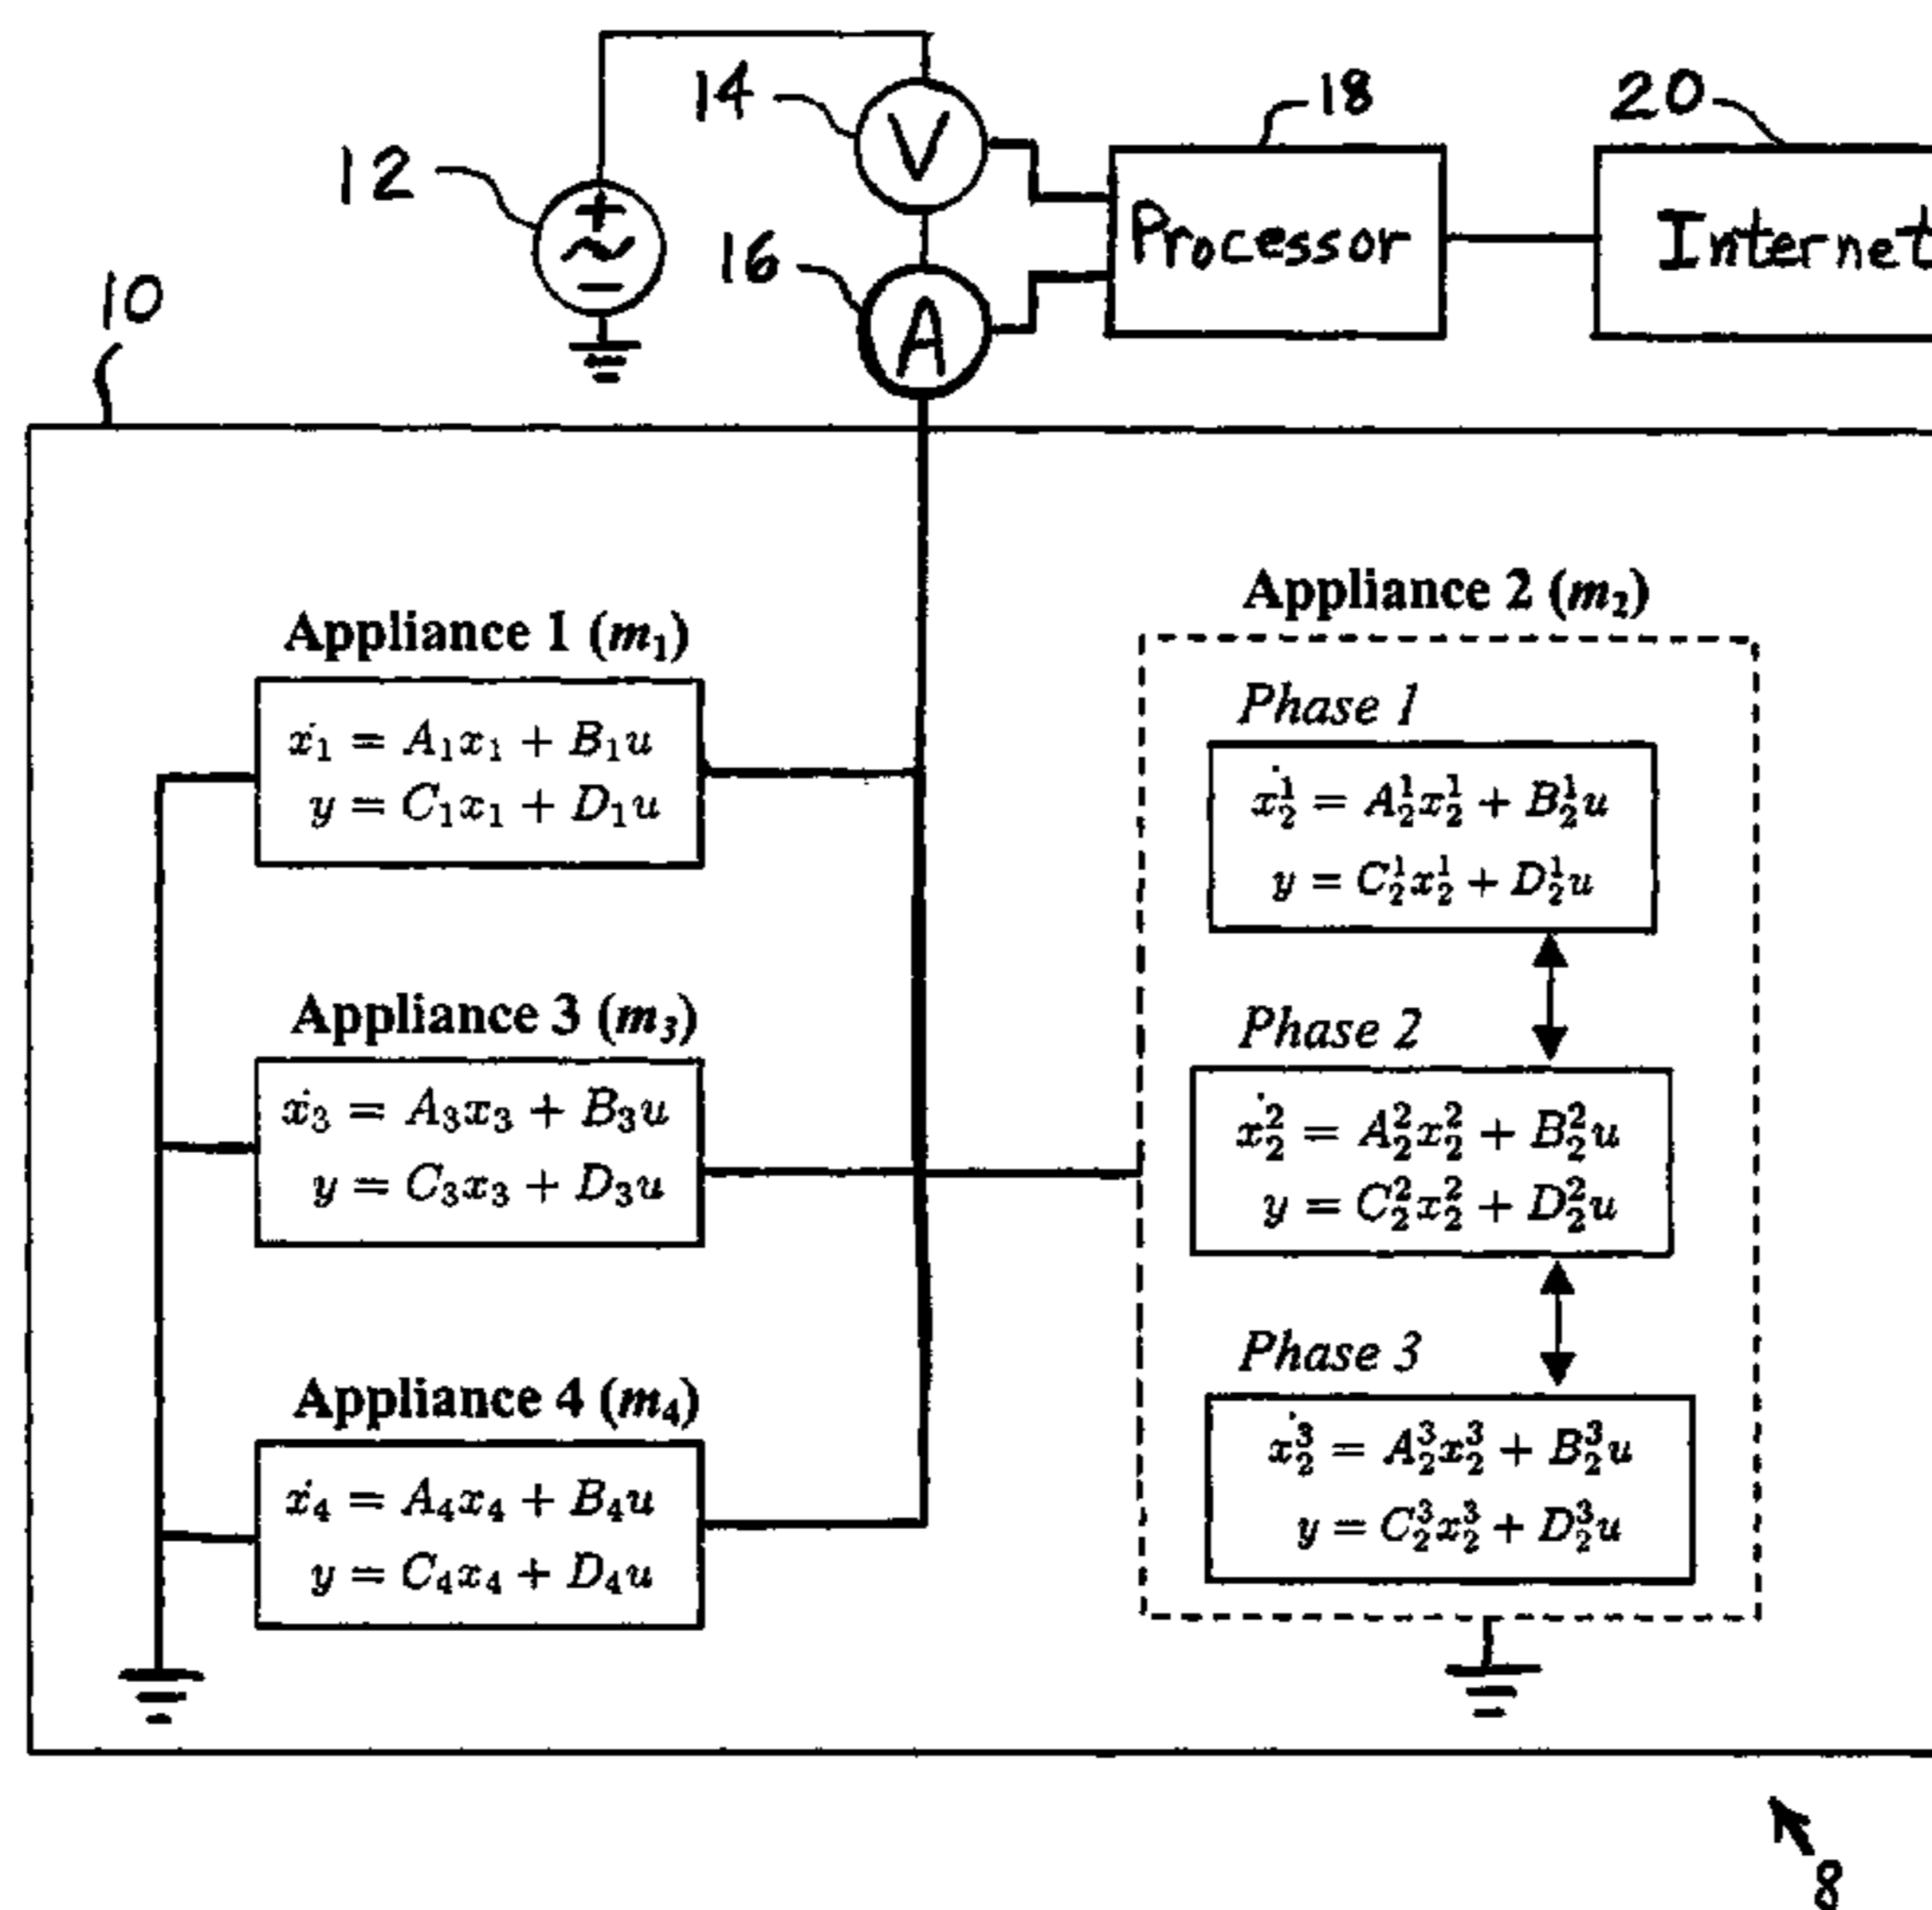 14
18
20
12
V
16
Processor
Internet
A
10
Appliance 1 (m₁)
ẋ₁ = A₁x₁ + B₁u
y = C₁x₁ + D₁u
Appliance 3 (m₃)
ẋ₃ = A₃x₃ + B₃u
y = C₃x₃ + D₃u
Appliance 4 (m₄)
ẋ₄ = A₄x₄ + B₄u
y = C₄x₄ + D₄u
Appliance 2 (m₂)
Phase 1
ẋ₂¹ = A₂¹x₂¹ + B₂¹u
y = C₂¹x₂¹ + D₂¹u
Phase 2
ẋ₂² = A₂²x₂² + B₂²u
y = C₂²x₂² + D₂²u
Phase 3
ẋ₂³ = A₂³x₂³ + B₂³u
y = C₂³x₂³ + D₂³u
8